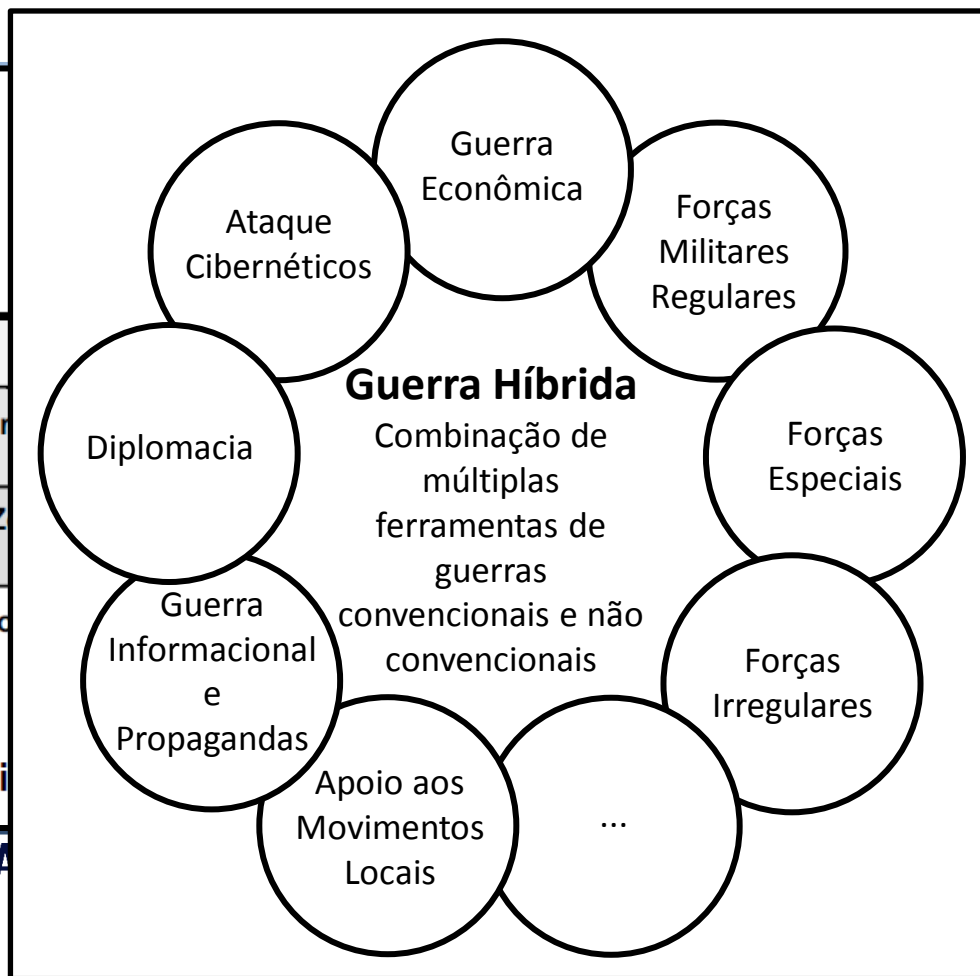 Guerra
Econômica
Forças
Militares
Regulares
Forças
Especiais
Forças
Irregulares
...
Apoio aos
Movimentos
Locais
Guerra
Informacional
e
Propagandas
Diplomacia
Ataque
Cibernéticos
Guerra Híbrida
Combinação de
múltiplas
ferramentas de
guerras
convencionais e não
convencionais